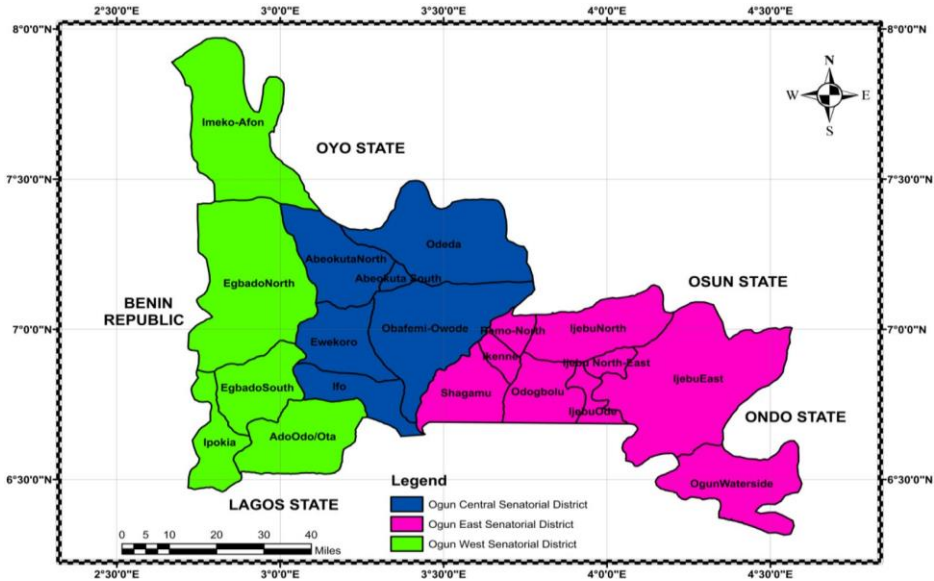 2°30'0"E 3°0'0"E 3°30'0"E 4°0'0"E 4°30'0"E
8°0'0"N 8°0'0"N
N
W E
S
Imeko-Afon
OYO STATE
7°30'0"N 7°30'0"N
Odeda
AbeokutaNorth
Abeokuta South
EgbadoNorth
OSUN STATE
BENIN
REPUBLIC
7°0'0"N 7°0'0"N
Obafemi-Owode
Remo-North
IjebuNorth
Ewekoro
Ikenne
Ijebu North-East
IjebuEast
EgbadoSouth
Ifo
Shagamu
Odogbolu
IjebuOde
ONDO STATE
Ipokia
AdoOdo/Ota
6°30'0"N 6°30'0"N
OgunWaterside
LAGOS STATE
Legend
Ogun Central Senatorial District
Ogun East Senatorial District
Ogun West Senatorial District
0 5 10 20 30 40
Miles
2°30'0"E 3°0'0"E 3°30'0"E 4°0'0"E 4°30'0"E